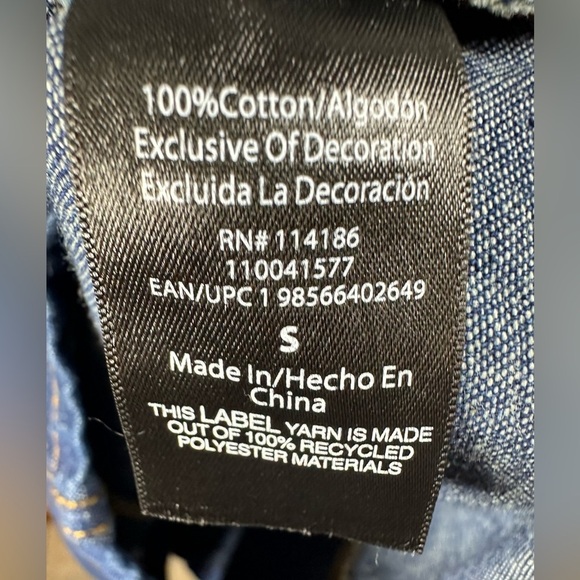 100%Cotton/Algodón
Exclusive Of Decoration
Excluida La Decoración
RN# 114186
110041577
EAN/UPC 1 98566402649
S
Made In/Hecho En
China
THIS LABEL YARN IS MADE
OUT OF 100% RECYCLED
POLYESTER MATERIALS